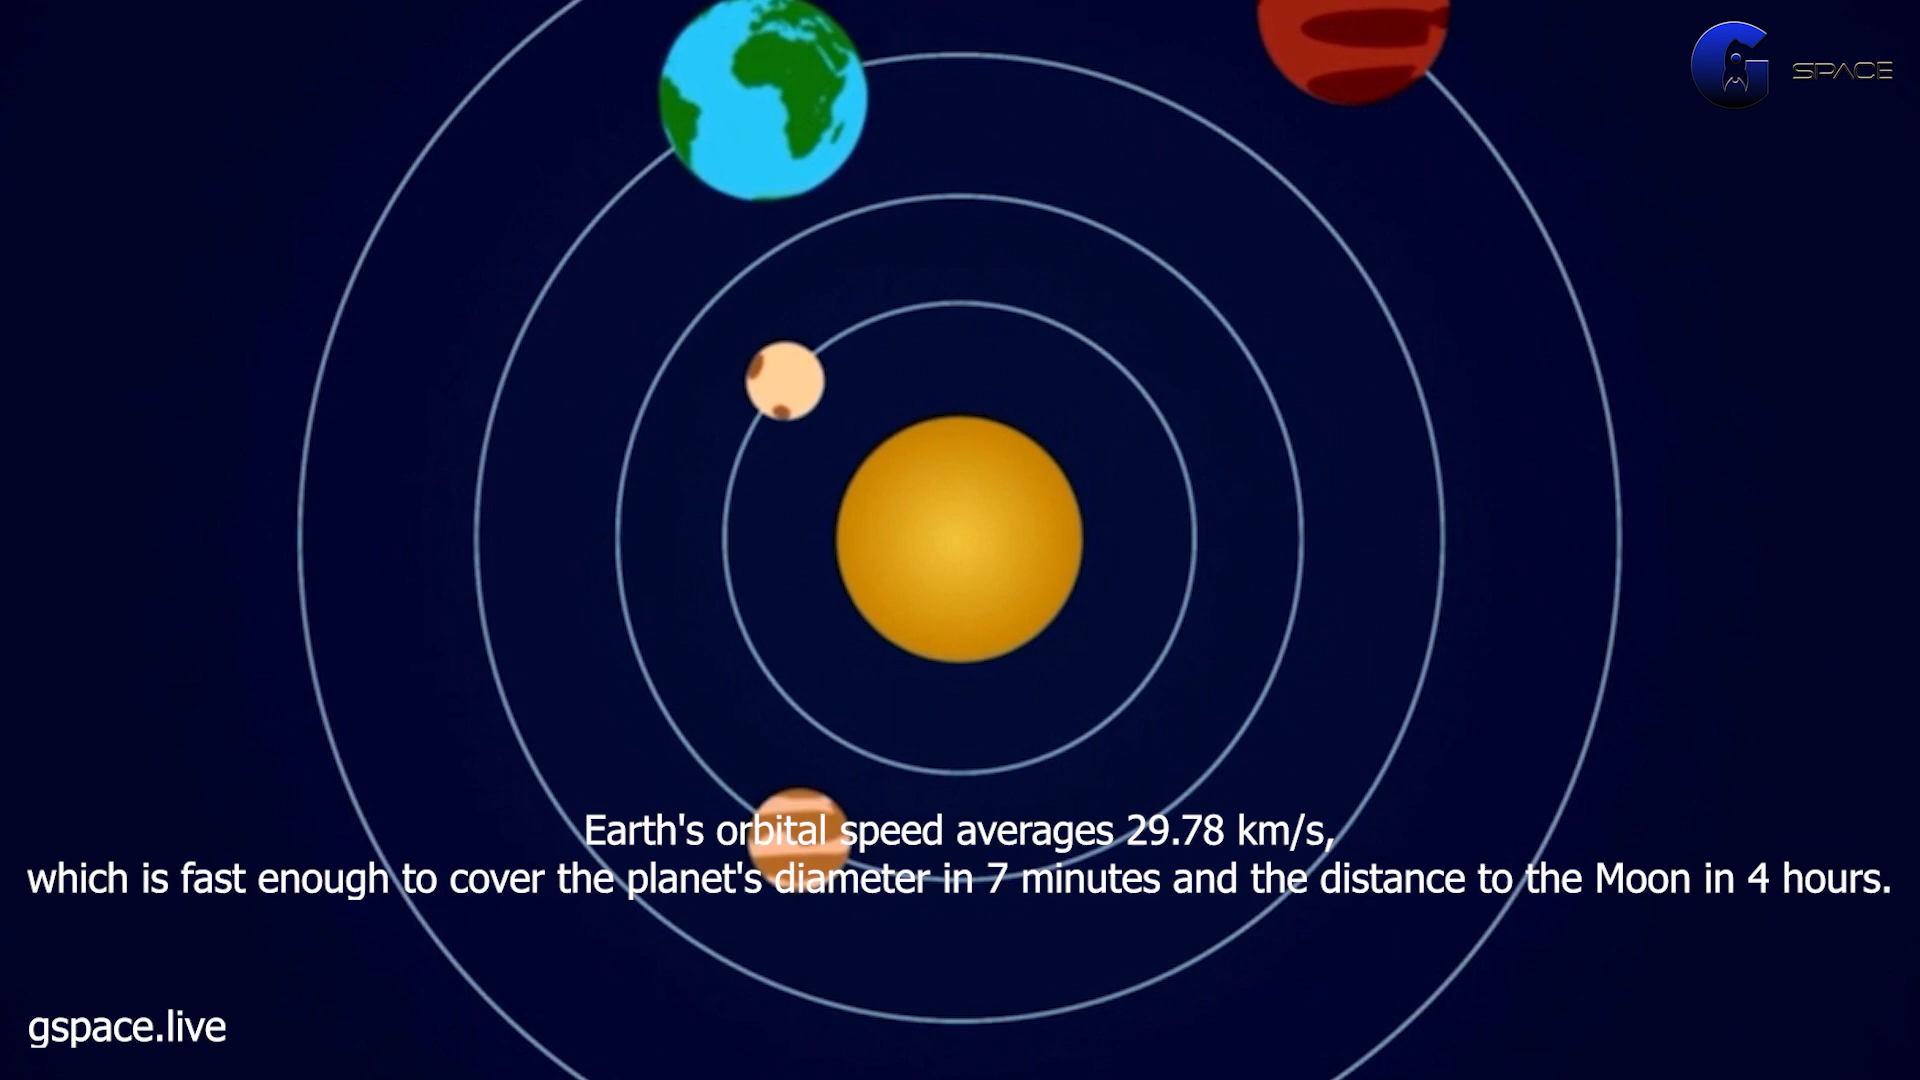 G SPACE
Earth's orbital speed averages 29.78 km/s,
which is fast enough to cover the planet's diameter in 7 minutes and the distance to the Moon in 4 hours.
gspace.live